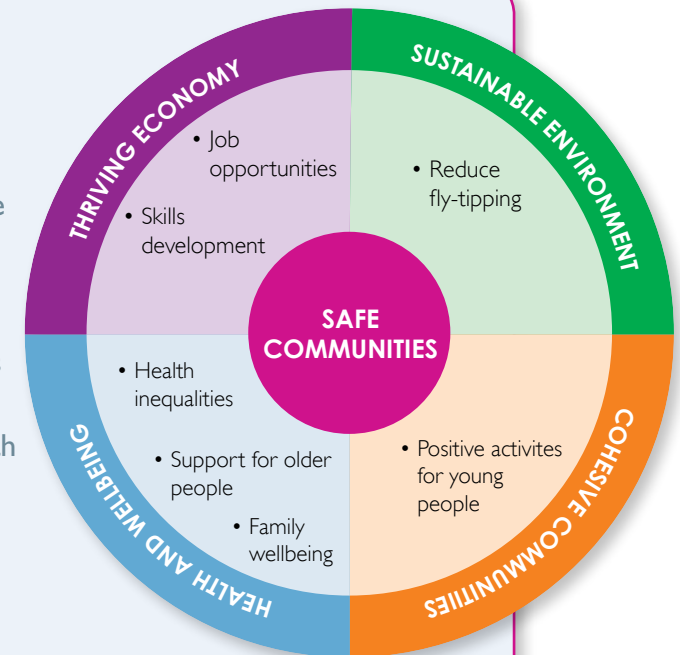 THRIVING ECONOMY
• Job
opportunities
• Skills
development
SUSTAINABLE ENVIRONMENT
• Reduce
fly-tipping
SAFE
COMMUNITIES
HEALTH AND WELLBEING
• Health
inequalities
• Support for older
people
• Family
wellbeing
COHESIVE COMMUNITIIES
• Positive activites
for young
people